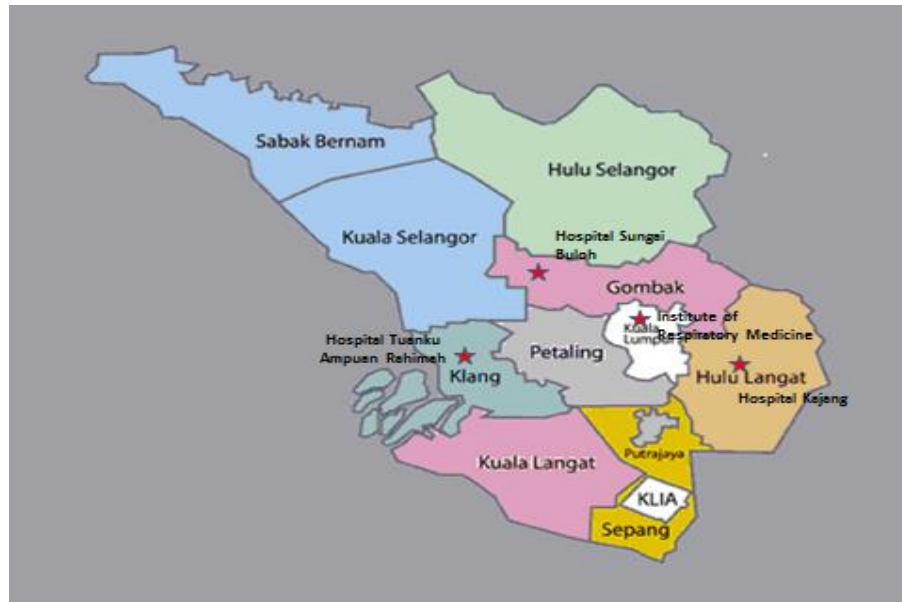 Sabak Bernam
Hulu Selangor
Kuala Selangor
Hospital Sungai
Buloh
Gombak
Institute of
Respiratory Medicine
Kuala
Lumpur
Hospital Tuanku
Ampuan Rahimah
Klang
Petaling
Hulu Langat
Hospital Kajang
Kuala Langat
Putrajaya
KLIA
Sepang